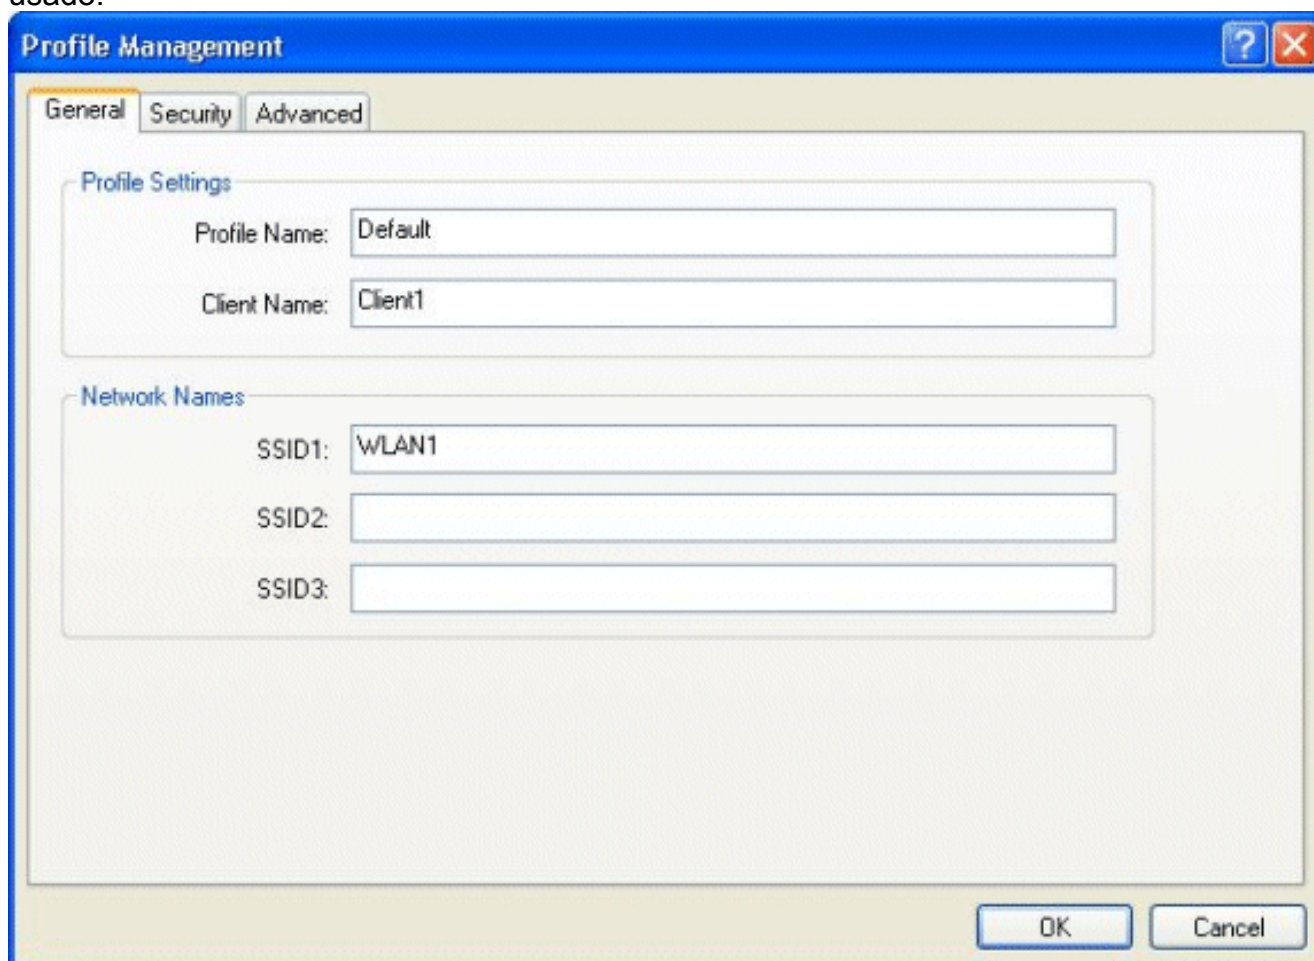 usado.
Profile Management
General Security Advanced
Profile Settings
Profile Name: Default
Client Name: Client1
Network Names
SSID1: WLAN1
SSID2:
SSID3:
OK Cancel